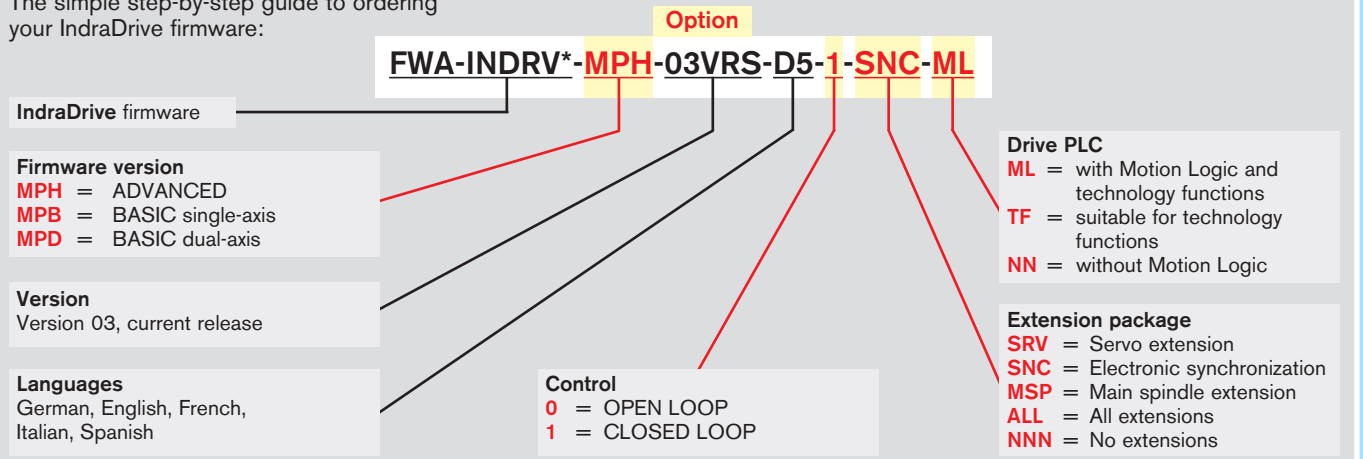 The simple step-by-step guide to ordering
your IndraDrive firmware:
Option
FWA-INDRV*-MPH-03VRS-D5-1-SNC-ML
IndraDrive firmware
Firmware version
MPH = ADVANCED
MPB = BASIC single-axis
MPD = BASIC dual-axis
Version
Version 03, current release
Languages
German, English, French,
Italian, Spanish
Control
0 = OPEN LOOP
1 = CLOSED LOOP
Drive PLC
ML = with Motion Logic and
technology functions
TF = suitable for technology
functions
NN = without Motion Logic
Extension package
SRV = Servo extension
SNC = Electronic synchronization
MSP = Main spindle extension
ALL = All extensions
NNN = No extensions